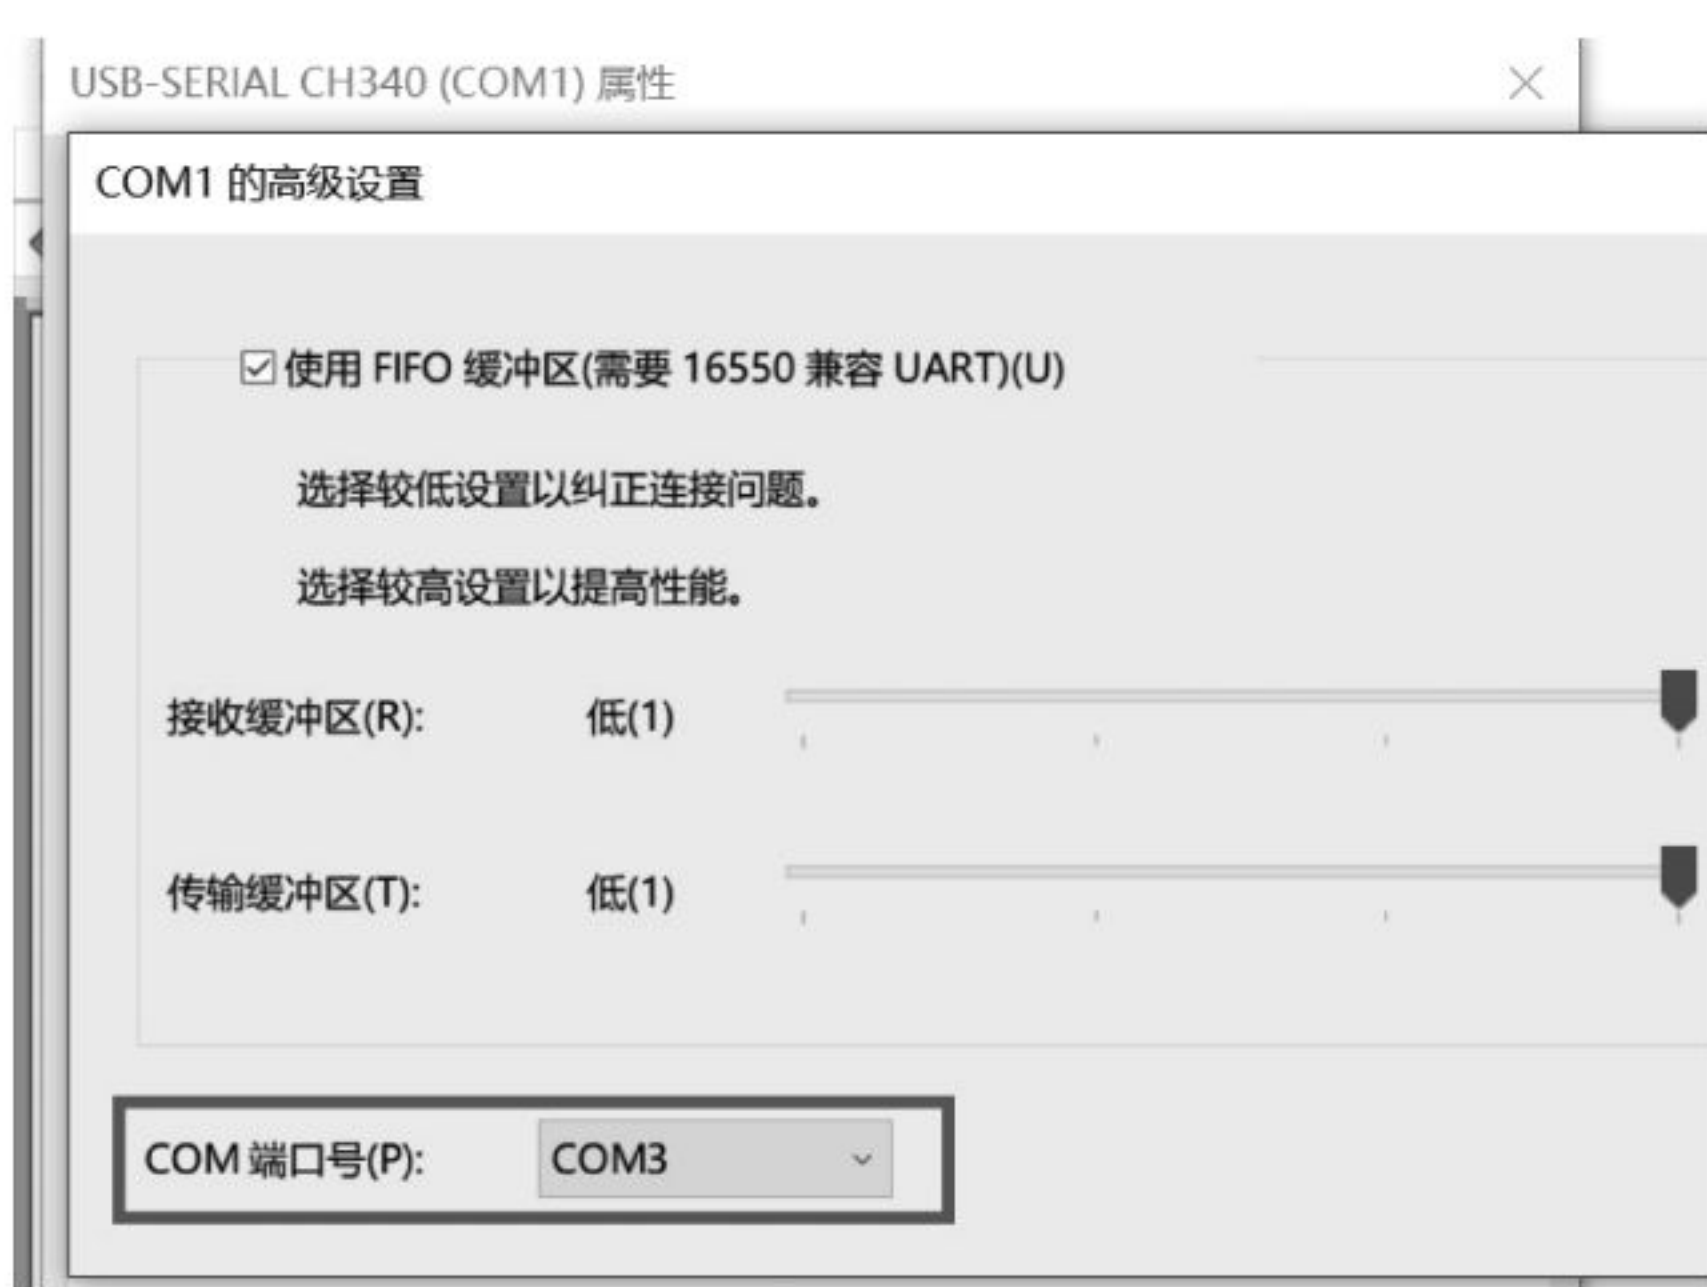 USB-SERIAL CH340 (COM1) 属性
COM1 的高级设置
使用 FIFO 缓冲区(需要 16550 兼容 UART)(U)
选择较低设置以纠正连接问题。
选择较高设置以提高性能。
接收缓冲区(R): 低(1)
传输缓冲区(T): 低(1)
COM 端口号(P): COM3